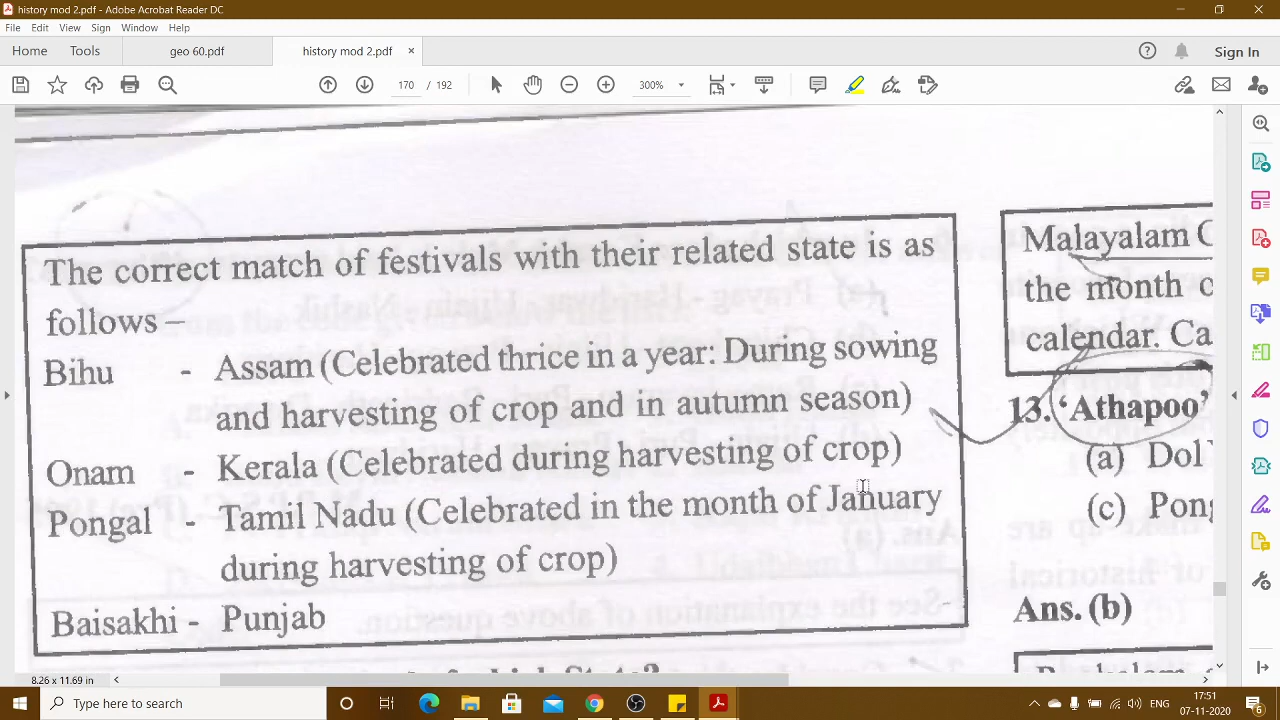 history mod 2.pdf - Adobe Acrobat Reader DC
File Edit View Sign Window Help
Home Tools geo 60.pdf history mod 2.pdf × Sign In
170 / 192 300%
The correct match of festivals with their related state is as
follows –
Bihu - Assam (Celebrated thrice in a year: During sowing
and harvesting of crop and in autumn season)
Onam - Kerala (Celebrated during harvesting of crop)
Pongal - Tamil Nadu (Celebrated in the month of January
during harvesting of crop)
Baisakhi - Punjab
Malayalam C
the month o
calendar. Ca
13. ‘Athapoo’
(a) Dol
(c) Pong
Ans. (b)
8.26 x 11.69 in
Type here to search
ENG
17:51
07-11-2020
6